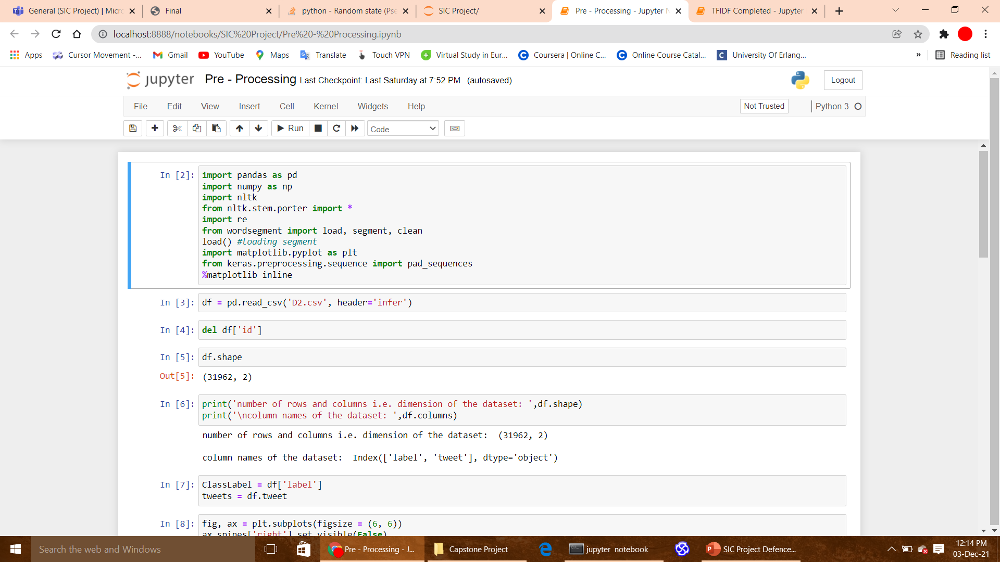 General (SIC Project) | Micro
Final
python - Random state (Pse
SIC Project/
Pre - Processing - Jupyter N
TFIDF Completed - Jupyter
localhost:8888/notebooks/SIC%20Project/Pre%20-%20Processing.ipynb
Apps
Cursor Movement -...
Gmail
YouTube
Maps
Translate
Touch VPN
Virtual Study in Eur...
Coursera | Online C...
Online Course Catal...
University Of Erlang...
»
Reading list
jupyter Pre - Processing Last Checkpoint: Last Saturday at 7:52 PM (autosaved)
Logout
File Edit View Insert Cell Kernel Widgets Help
Not Trusted
Python 3
Run
Code
In [2]: import pandas as pd
import numpy as np
import nltk
from nltk.stem.porter import *
import re
from wordsegment import load, segment, clean
load() #loading segment
import matplotlib.pyplot as plt
from keras.preprocessing.sequence import pad_sequences
%matplotlib inline
In [3]: df = pd.read_csv('D2.csv', header='infer')
In [4]: del df['id']
In [5]: df.shape
Out[5]: (31962, 2)
In [6]: print('number of rows and columns i.e. dimension of the dataset: ',df.shape)
print('\ncolumn names of the dataset: ',df.columns)
number of rows and columns i.e. dimension of the dataset:  (31962, 2)
column names of the dataset:  Index(['label', 'tweet'], dtype='object')
In [7]: ClassLabel = df['label']
tweets = df.tweet
In [8]: fig, ax = plt.subplots(figsize = (6, 6))
ax.spines['right'].set_visible(False)
Search the web and Windows
Pre - Processing - J...
Capstone Project
jupyter notebook
SIC Project Defence...
12:14 PM
03-Dec-21